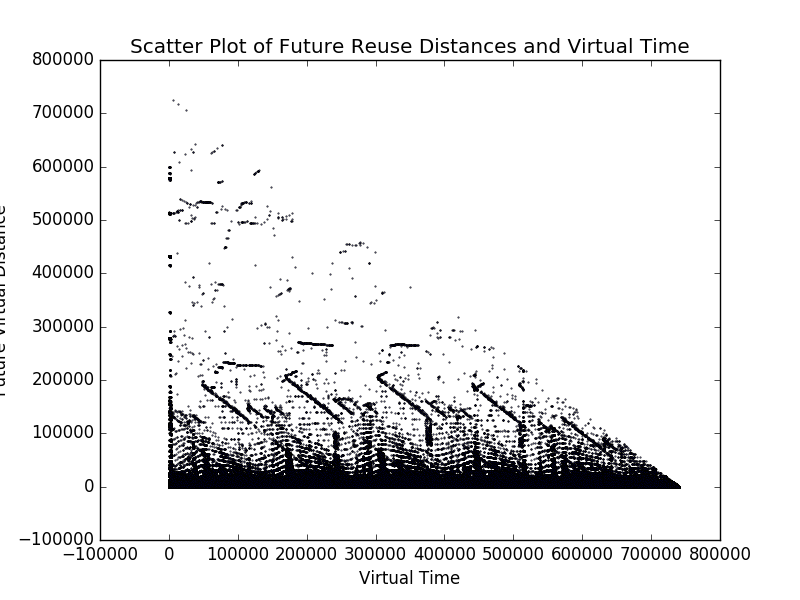 Scatter Plot of Future Reuse Distances and Virtual Time
800000
700000
600000
500000
400000
300000
200000
100000
0
−100000
Future Virtual Distance
−100000 0 100000 200000 300000 400000 500000 600000 700000 800000
Virtual Time